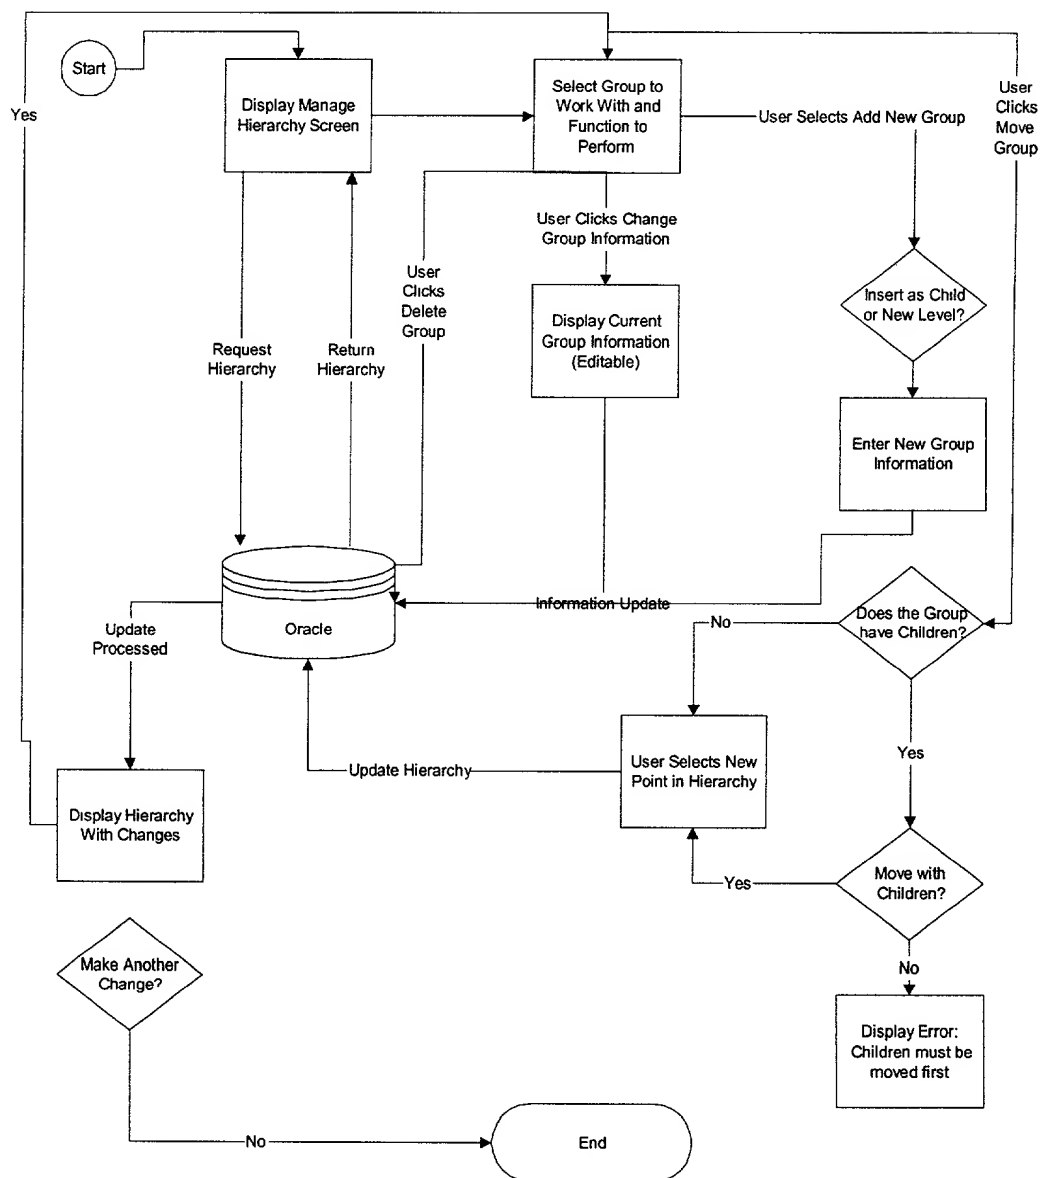 Start
Yes
Display Manage
Hierarchy Screen
Select Group to
Work With and
Function to
Perform
User Selects Add New Group
User
Clicks
Move
Group
User Clicks Change
Group Information
User
Clicks
Delete
Group
Insert as Child
or New Level?
Display Current
Group Information
(Editable)
Request
Hierarchy
Return
Hierarchy
Enter New Group
Information
Information Update
Oracle
Does the Group
have Children?
No
Update
Processed
Yes
User Selects New
Point in Hierarchy
Update Hierarchy
Display Hierarchy
With Changes
Move with
Children?
Yes
No
Make Another
Change?
Display Error:
Children must be
moved first
No
End